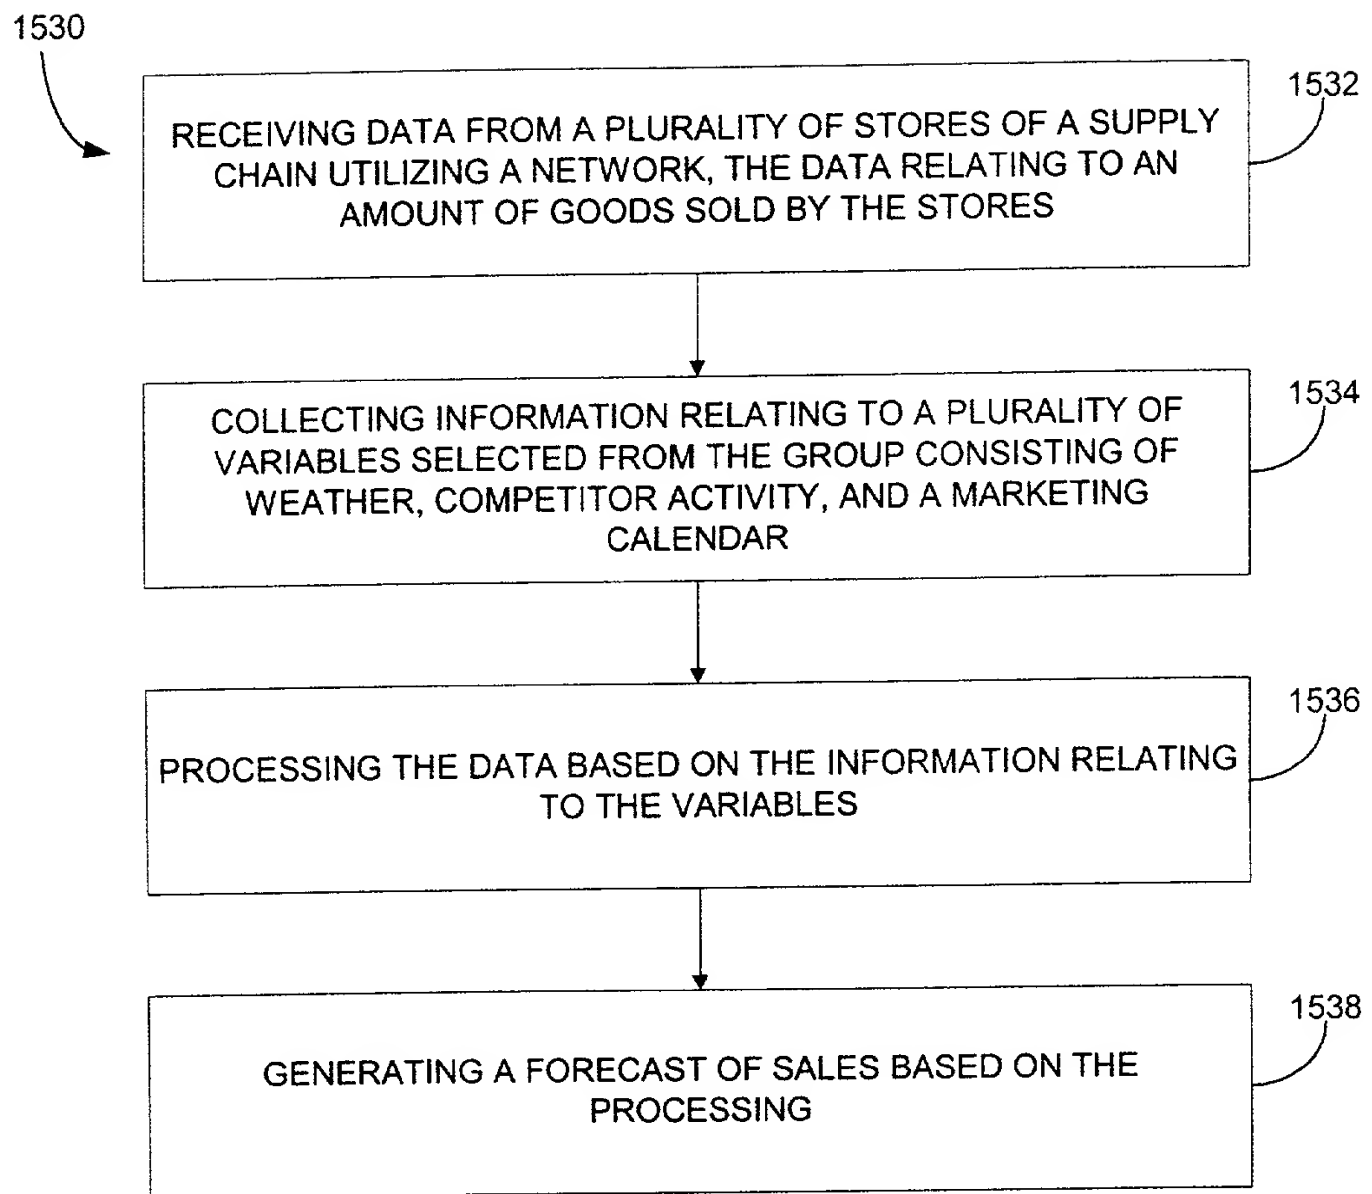 1530
1532
RECEIVING DATA FROM A PLURALITY OF STORES OF A SUPPLY
CHAIN UTILIZING A NETWORK, THE DATA RELATING TO AN
AMOUNT OF GOODS SOLD BY THE STORES
1534
COLLECTING INFORMATION RELATING TO A PLURALITY OF
VARIABLES SELECTED FROM THE GROUP CONSISTING OF
WEATHER, COMPETITOR ACTIVITY, AND A MARKETING
CALENDAR
1536
PROCESSING THE DATA BASED ON THE INFORMATION RELATING
TO THE VARIABLES
1538
GENERATING A FORECAST OF SALES BASED ON THE
PROCESSING